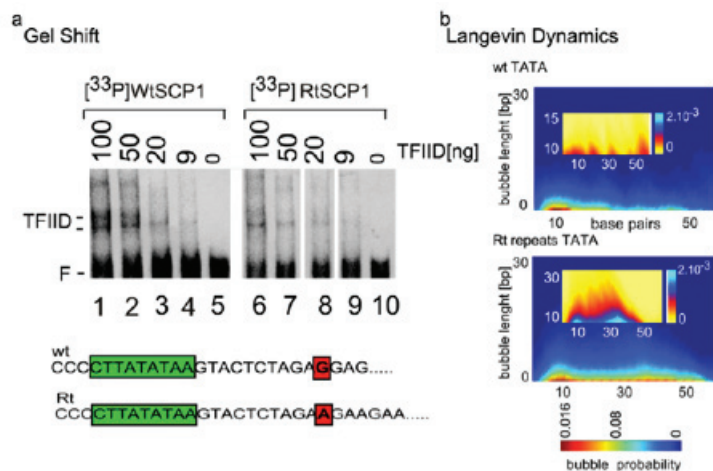 a
Gel Shift
[³³P]WtSCP1 [³³P] RtSCP1
100 50 20 9 0 100 50 20 9 0 TFIID[ng]
TFIID
F
1 2 3 4 5 6 7 8 9 10
wt
CCCCTTATATAAGTACTCTAGAGGAG.....
Rt
CCCCTTATATAAGTACTCTAGAAGAAGAA.....
b
Langevin Dynamics
wt TATA
bubble lenght [bp]
30
0
15
10
10 30 50
2.10⁻³
0
10 base pairs 50
Rt repeats TATA
bubble lenght [bp]
30
0
15
10
10 30 50
2.10⁻³
0
10 30 50
0.016 0.08 0
bubble probability